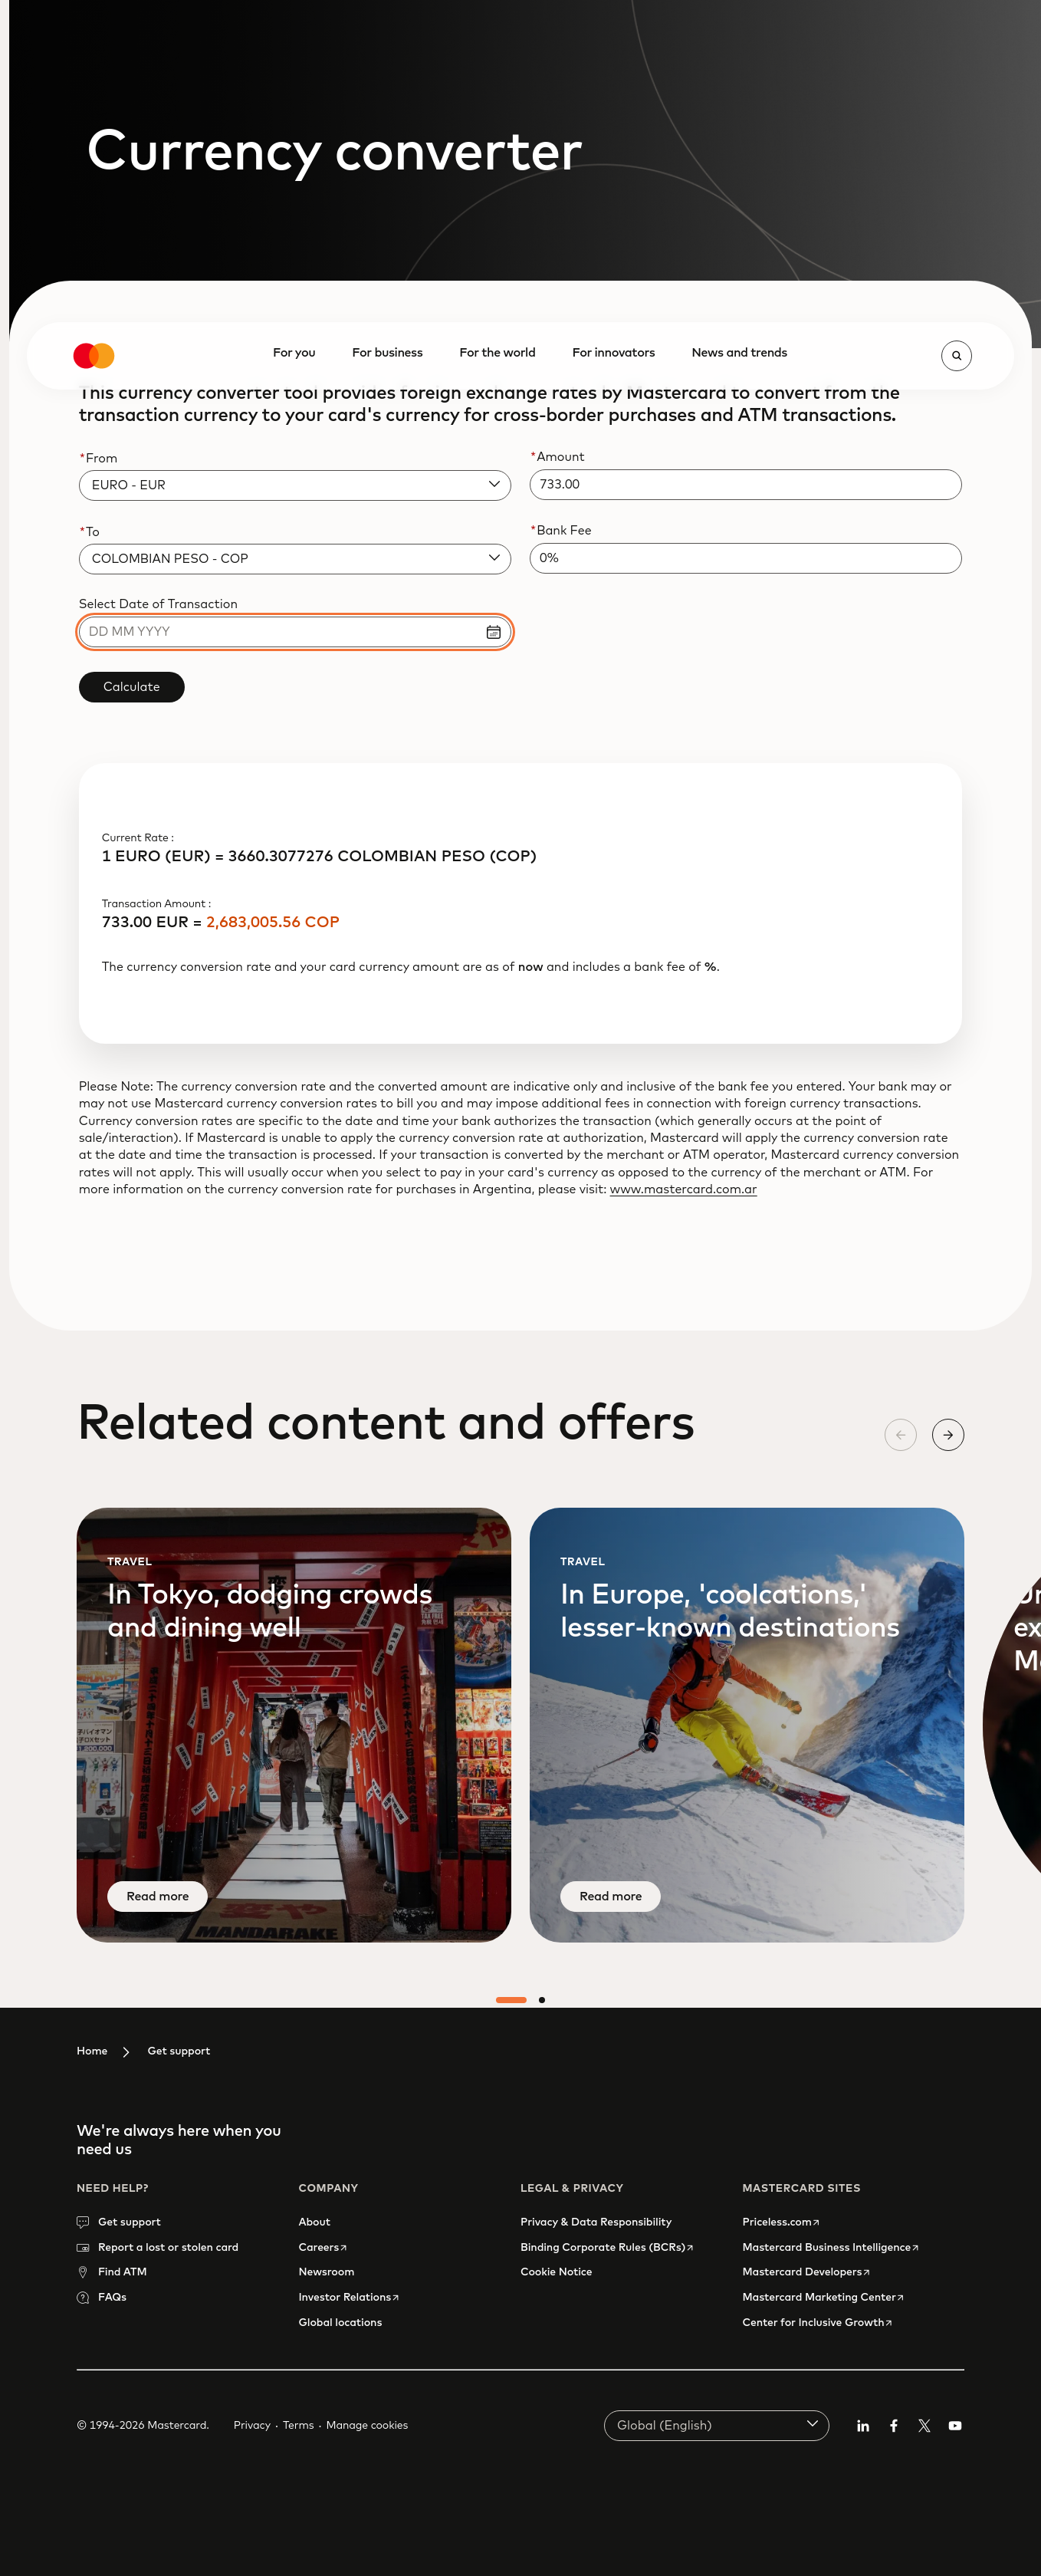 Currency converter
For you
For business
For the world
For innovators
News and trends
This currency converter tool provides foreign exchange rates by Mastercard to convert from the
transaction currency to your card's currency for cross-border purchases and ATM transactions.
*From
*Amount
EURO - EUR
733.00
*To
*Bank Fee
COLOMBIAN PESO - COP
0%
Select Date of Transaction
DD MM YYYY
Calculate
Current Rate :
1 EURO (EUR) = 3660.3077276 COLOMBIAN PESO (COP)
Transaction Amount :
733.00 EUR = 2,683,005.56 COP
The currency conversion rate and your card currency amount are as of now and includes a bank fee of %.
Please Note: The currency conversion rate and the converted amount are indicative only and inclusive of the bank fee you entered. Your bank may or
may not use Mastercard currency conversion rates to bill you and may impose additional fees in connection with foreign currency transactions.
Currency conversion rates are specific to the date and time your bank authorizes the transaction (which generally occurs at the point of
sale/interaction). If Mastercard is unable to apply the currency conversion rate at authorization, Mastercard will apply the currency conversion rate
at the date and time the transaction is processed. If your transaction is converted by the merchant or ATM operator, Mastercard currency conversion
rates will not apply. This will usually occur when you select to pay in your card's currency as opposed to the currency of the merchant or ATM. For
more information on the currency conversion rate for purchases in Argentina, please visit: www.mastercard.com.ar
Related content and offers
TRAVEL
In Tokyo, dodging crowds
and dining well
MANDARAKE
Read more
TRAVEL
In Europe, 'coolcations,'
lesser-known destinations
Read more
ex
Home
Get support
We're always here when you
need us
NEED HELP?
Get support
Report a lost or stolen card
Find ATM
FAQs
COMPANY
About
Careers
Newsroom
Investor Relations
Global locations
LEGAL & PRIVACY
Privacy & Data Responsibility
Binding Corporate Rules (BCRs)
Cookie Notice
MASTERCARD SITES
Priceless.com
Mastercard Business Intelligence
Mastercard Developers
Mastercard Marketing Center
Center for Inclusive Growth
© 1994-2026 Mastercard.
Privacy · Terms · Manage cookies
Global (English)